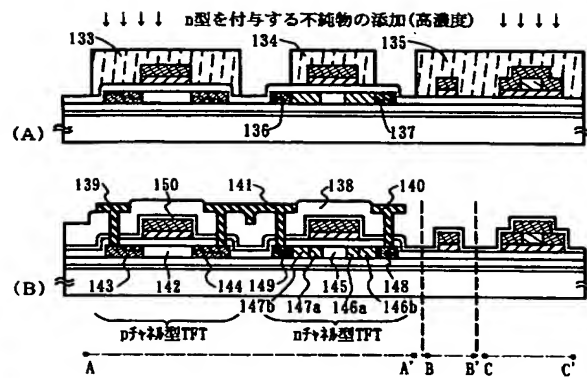 ↓↓↓↓ n型を付与する不純物の添加(高濃度) ↓↓↓↓
133 134 135
(A)
136 137
139 150 141 138 140
(B)
143 142 144 149 145 148
147b 147a 146a 146b
pチャネル型TFT nチャネル型TFT
A A' B B' C C'